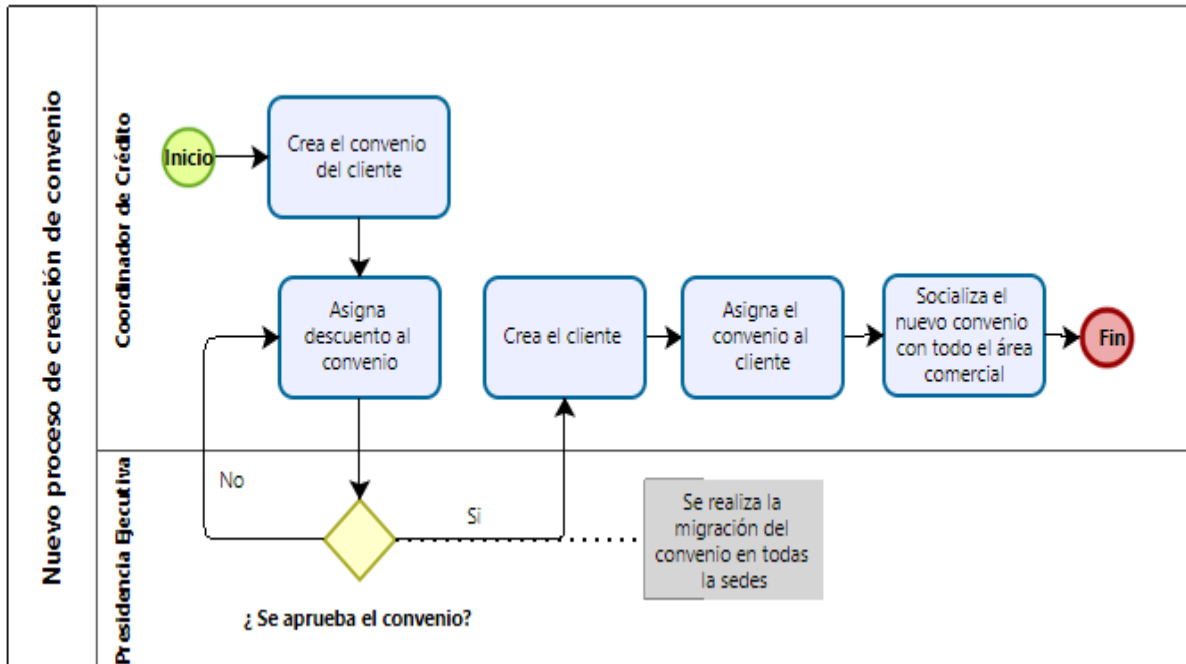 Nuevo proceso de creación de convenio
Coordinador de Crédito
Inicio
Crea el convenio
del cliente
Asigna
descuento al
convenio
Crea el cliente
Asigna el
convenio al
cliente
Socializa el
nuevo convenio
con todo el área
comercial
Fin
Presidencia Ejecutiva
No
Si
Se realiza la
migración del
convenio en todas
la sedes
¿ Se aprueba el convenio?